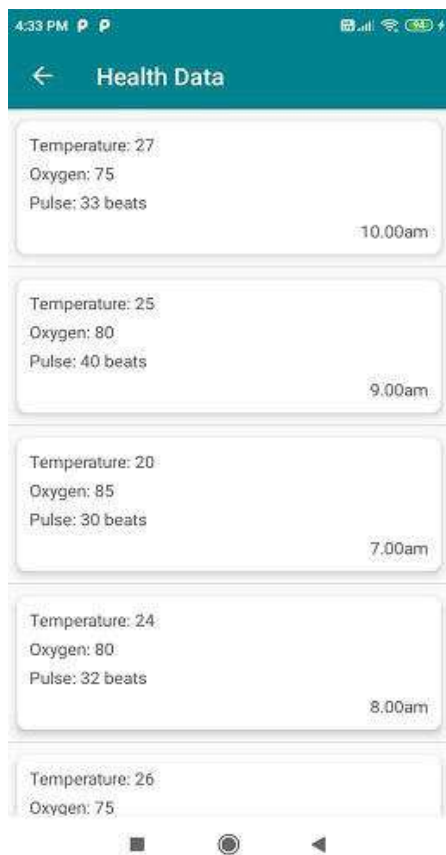 4:33 PM P P 94
Health Data
Temperature: 27
Oxygen: 75
Pulse: 33 beats
10.00am
Temperature: 25
Oxygen: 80
Pulse: 40 beats
9.00am
Temperature: 20
Oxygen: 85
Pulse: 30 beats
7.00am
Temperature: 24
Oxygen: 80
Pulse: 32 beats
8.00am
Temperature: 26
Oxygen: 75